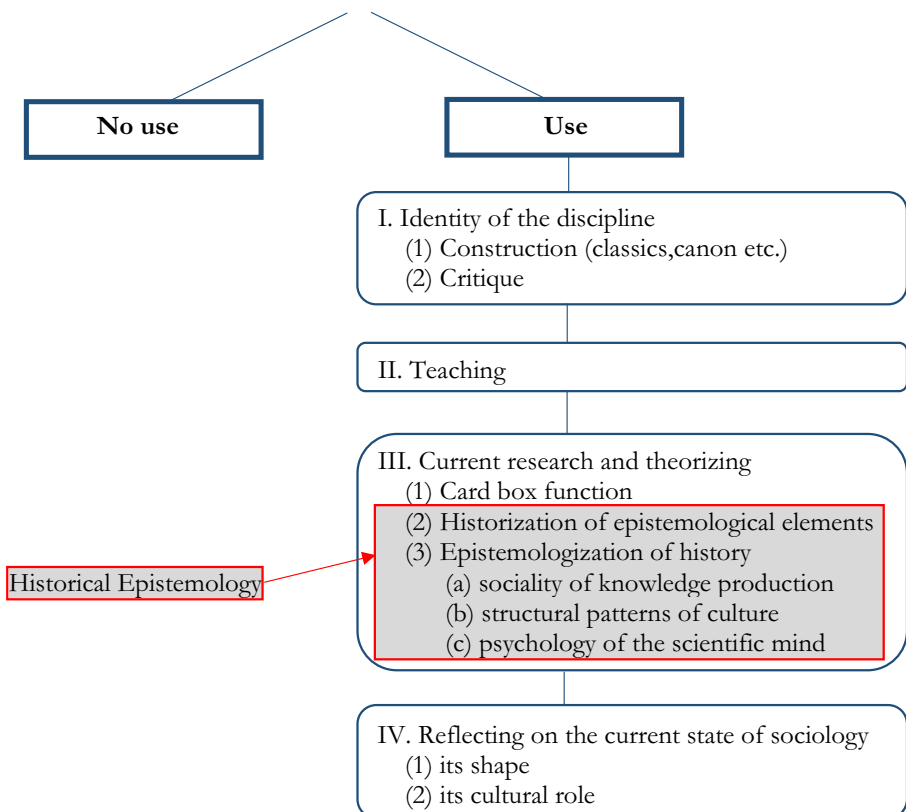 No use
Use
I. Identity of the discipline
(1) Construction (classics,canon etc.)
(2) Critique
II. Teaching
III. Current research and theorizing
(1) Card box function
(2) Historization of epistemological elements
(3) Epistemologization of history
(a) sociality of knowledge production
(b) structural patterns of culture
(c) psychology of the scientific mind
Historical Epistemology
IV. Reflecting on the current state of sociology
(1) its shape
(2) its cultural role